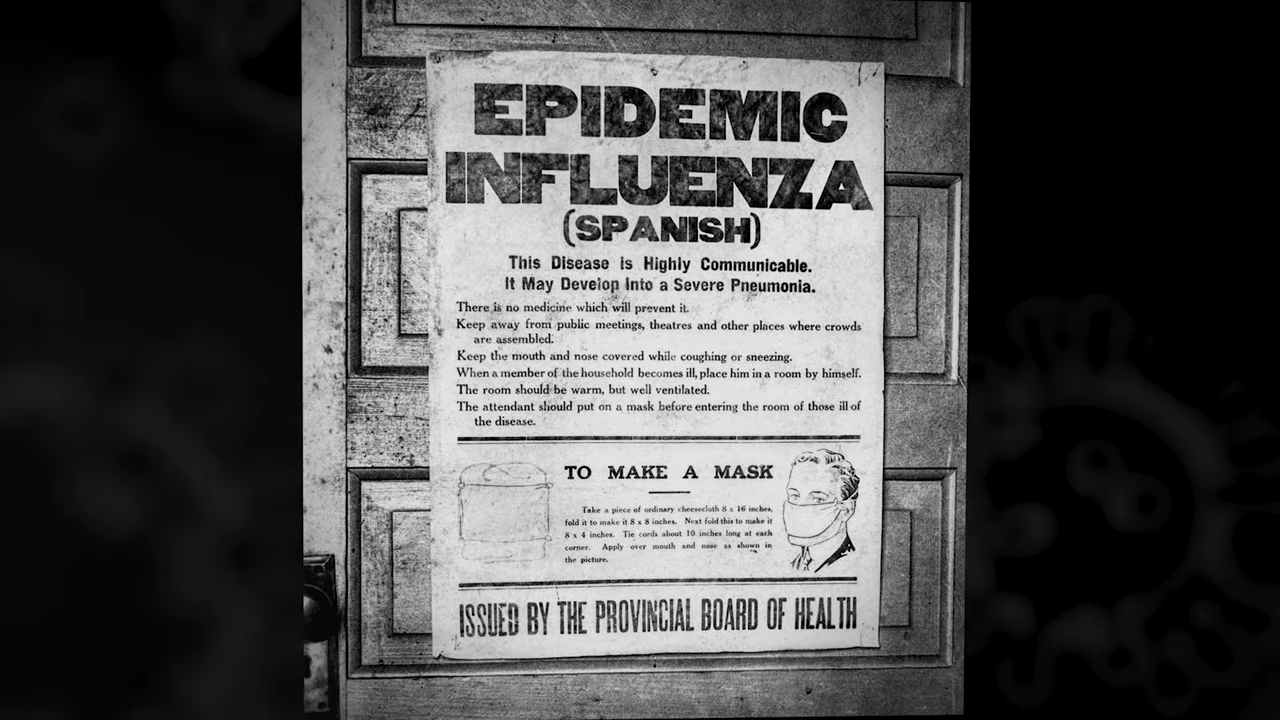 EPIDEMIC
INFLUENZA
(SPANISH)
This Disease is Highly Communicable.
It May Develop Into a Severe Pneumonia.
There is no medicine which will prevent it.
Keep away from public meetings, theatres and other places where crowds
are assembled.
Keep the mouth and nose covered while coughing or sneezing.
When a member of the household becomes ill, place him in a room by himself.
The room should be warm, but well ventilated.
The attendant should put on a mask before entering the room of those ill of
the disease.
TO MAKE A MASK
Take a piece of ordinary cheesecloth 8 x 16 inches,
fold it to make it 8 x 8 inches. Next fold this to make it
8 x 4 inches. Tie cords about 10 inches long at each
corner. Apply over mouth and nose as shown in
the picture.
ISSUED BY THE PROVINCIAL BOARD OF HEALTH